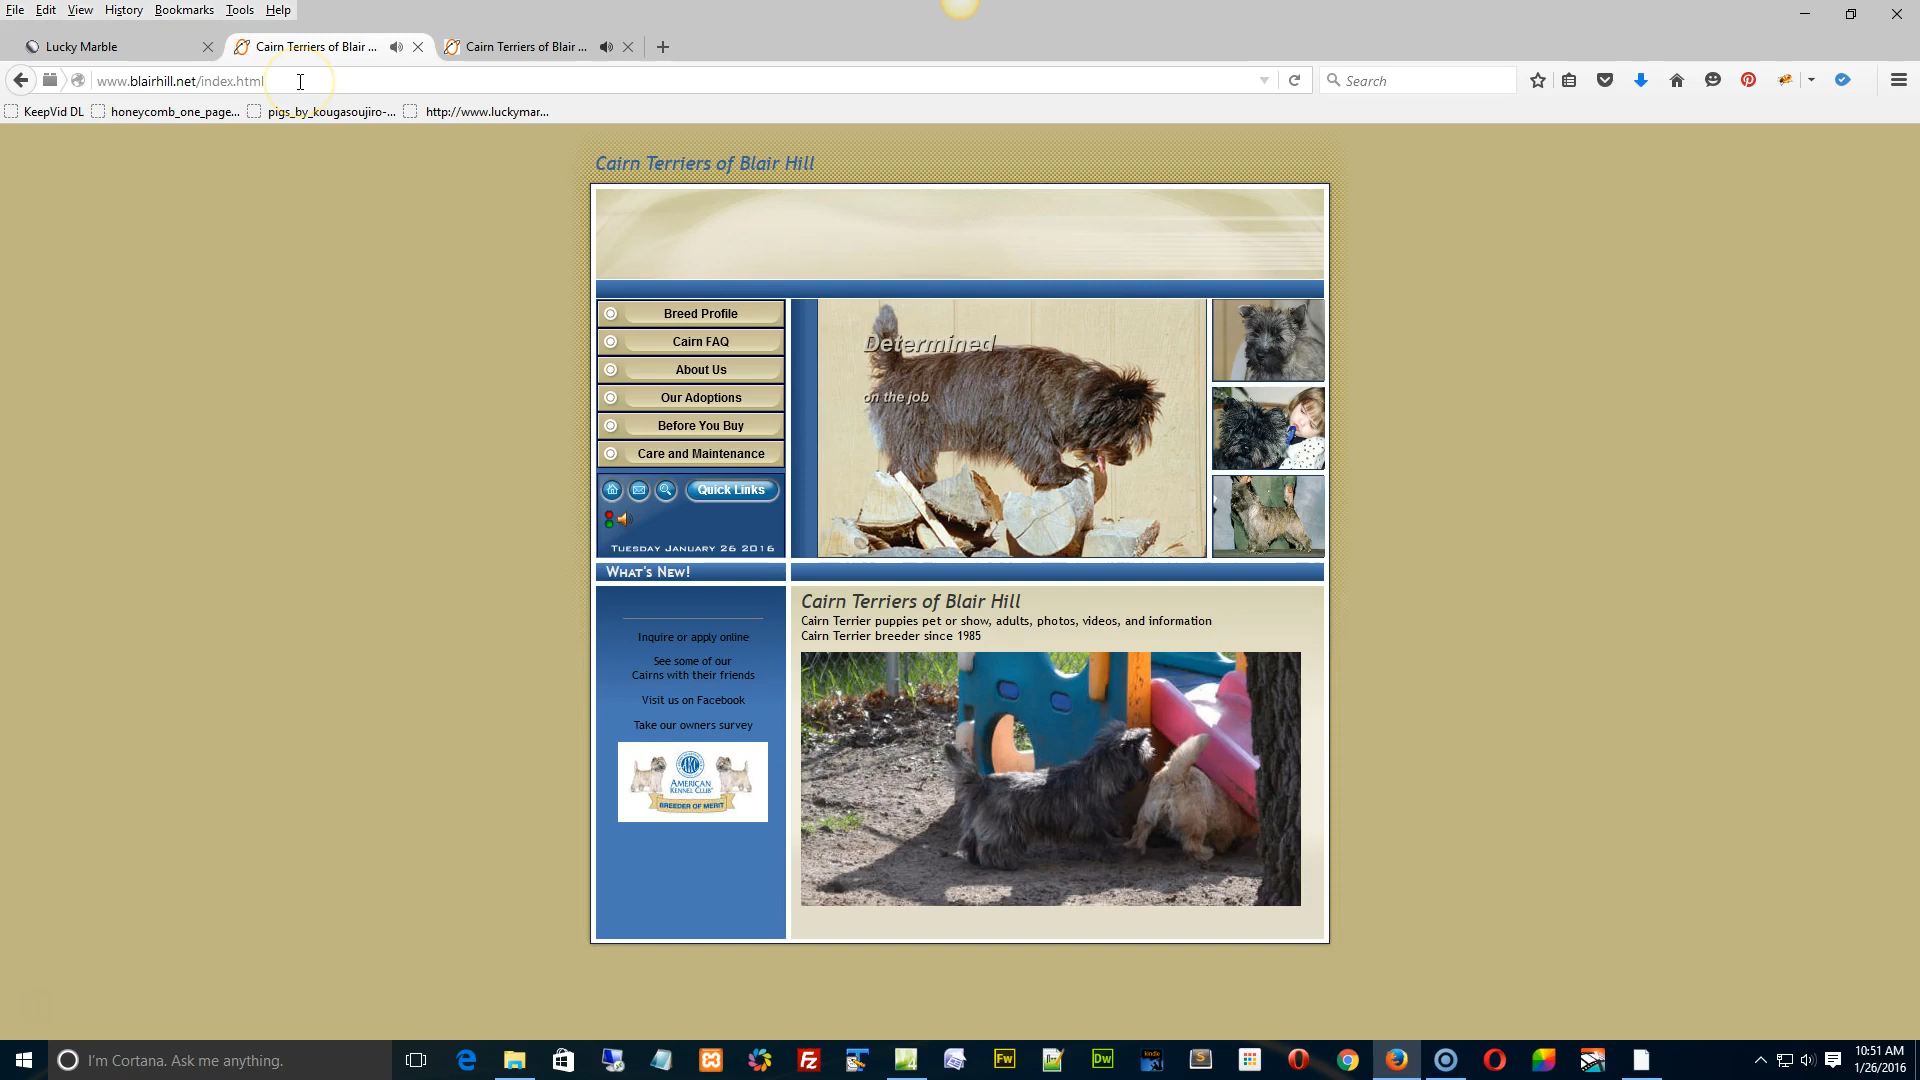 File Edit View History Bookmarks Tools Help
Lucky Marble
Cairn Terriers of Blair ...
Cairn Terriers of Blair ...
www.blairhill.net/index.html
Search
KeepVid DL
honeycomb_one_page...
pigs_by_kougasoujiro-...
http://www.luckymar...
Cairn Terriers of Blair Hill
Breed Profile
Cairn FAQ
About Us
Our Adoptions
Before You Buy
Care and Maintenance
Quick Links
Tuesday January 26 2016
Determined
on the job
What's New!
Inquire or apply online
See some of our
Cairns with their friends
Visit us on Facebook
Take our owners survey
AKC
AMERICAN
KENNEL CLUB
BREEDER OF MERIT
Cairn Terriers of Blair Hill
Cairn Terrier puppies pet or show, adults, photos, videos, and information
Cairn Terrier breeder since 1985
I'm Cortana. Ask me anything.
Fw
Dw
kindle
10:51 AM
1/26/2016